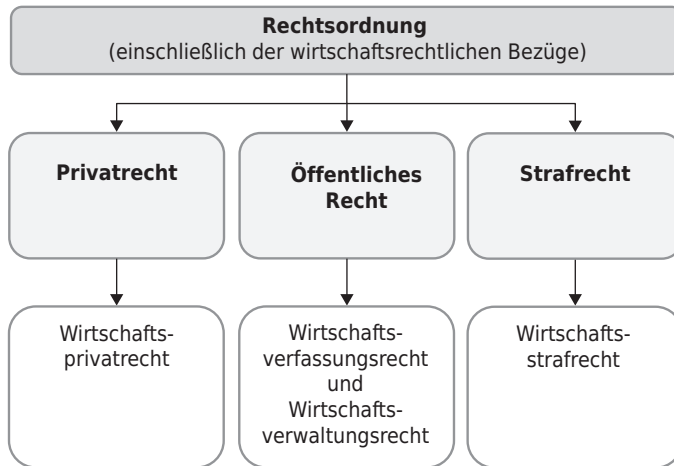 Rechtsordnung
(einschließlich der wirtschaftsrechtlichen Bezüge)
Privatrecht
Öffentliches
Recht
Strafrecht
Wirtschafts-
privatrecht
Wirtschafts-
verfassungsrecht
und
Wirtschafts-
verwaltungsrecht
Wirtschafts-
strafrecht